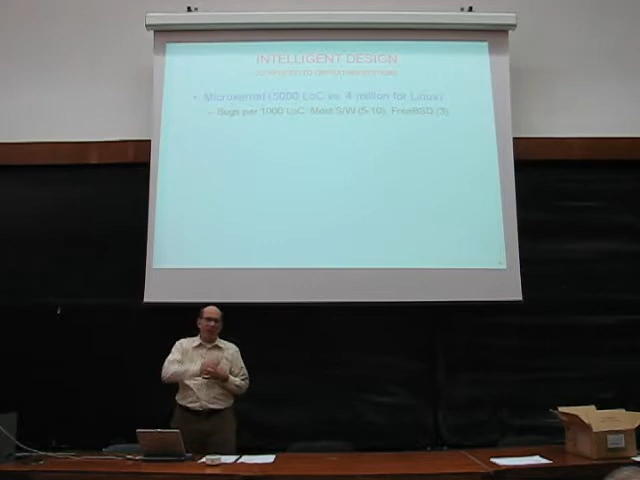 INTELLIGENT DESIGN
• Microkernel (5000 LoC vs. 4 million for Linux)
– Bugs per 1000 LoC: Most S/W (5-10), FreeBSD (3)